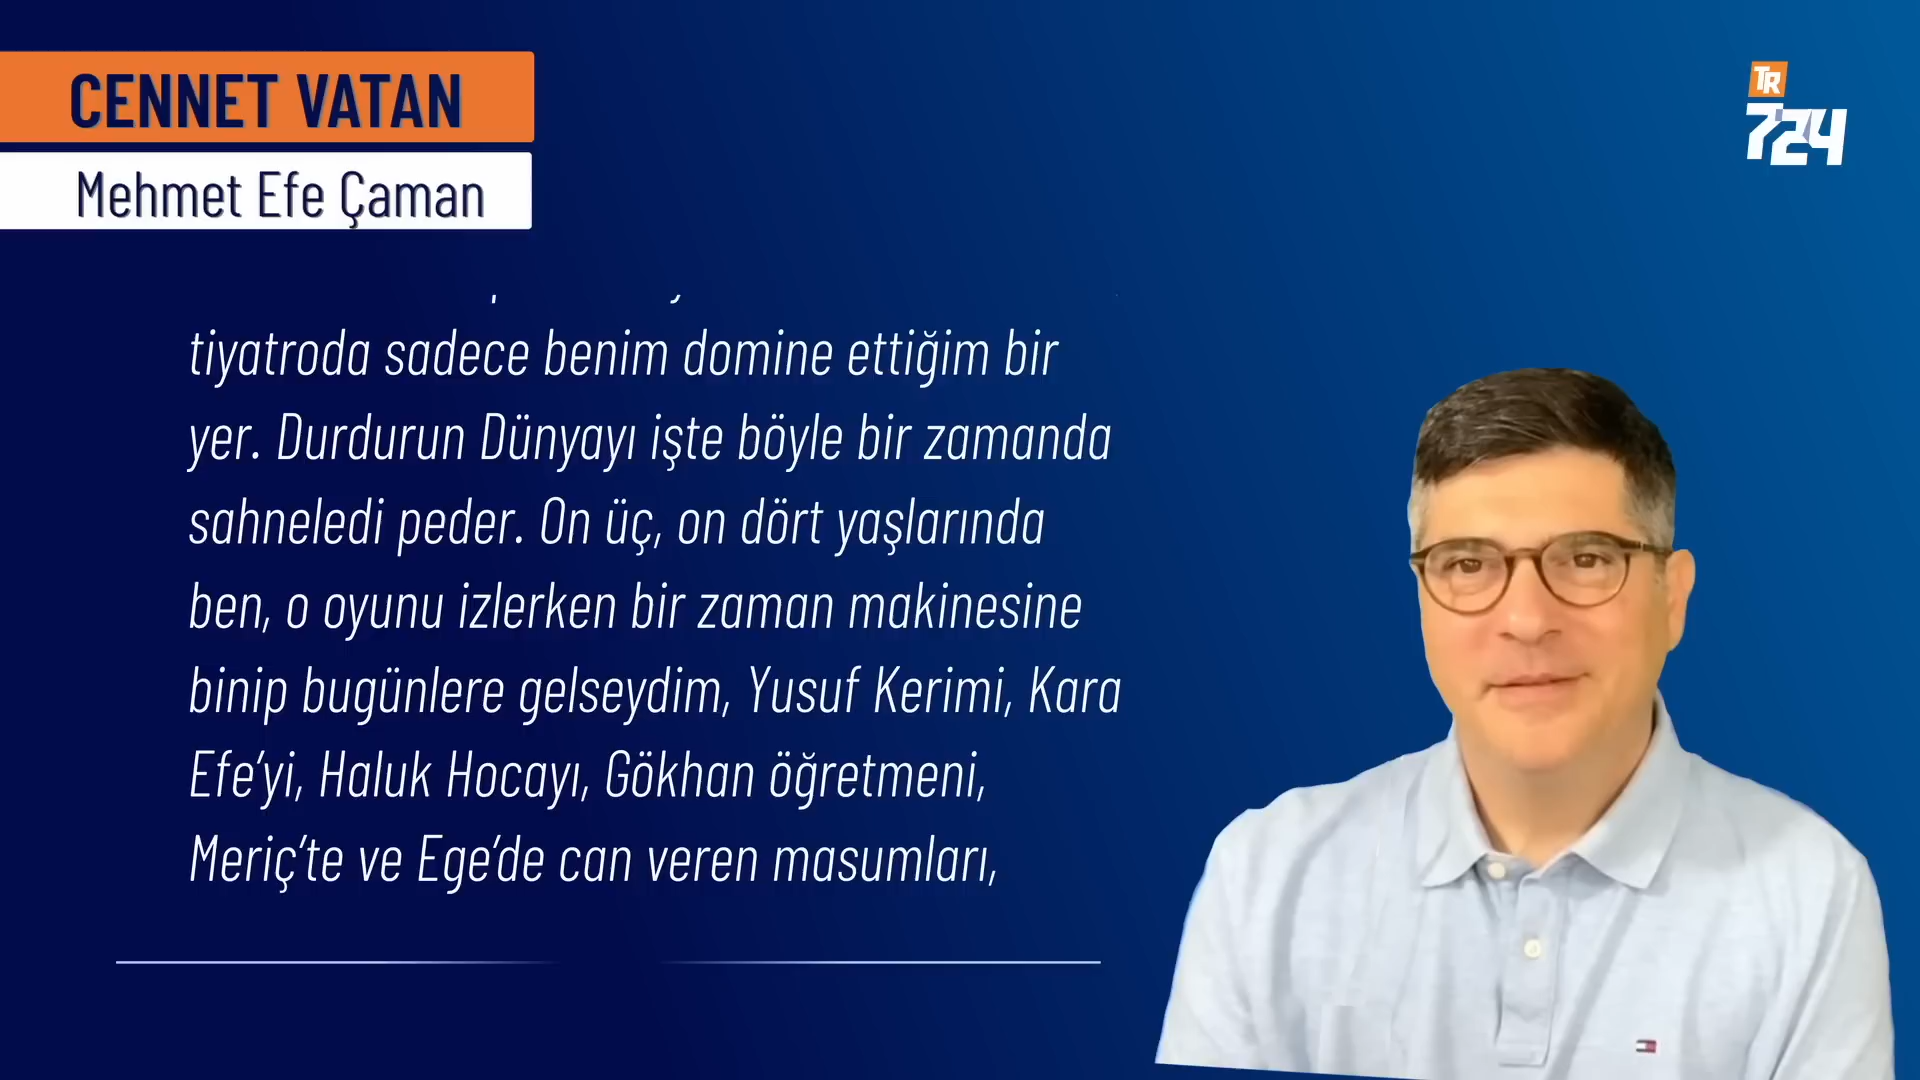 CENNET VATAN
Mehmet Efe Çaman
TR
724
tiyatroda sadece benim domine ettiğim bir
yer. Durdurun Dünyayı işte böyle bir zamanda
sahneledi peder. On üç, on dört yaşlarında
ben, o oyunu izlerken bir zaman makinesine
binip bugünlere gelseydim, Yusuf Kerimi, Kara
Efe’yi, Haluk Hocayı, Gökhan öğretmeni,
Meriç’te ve Ege’de can veren masumları,